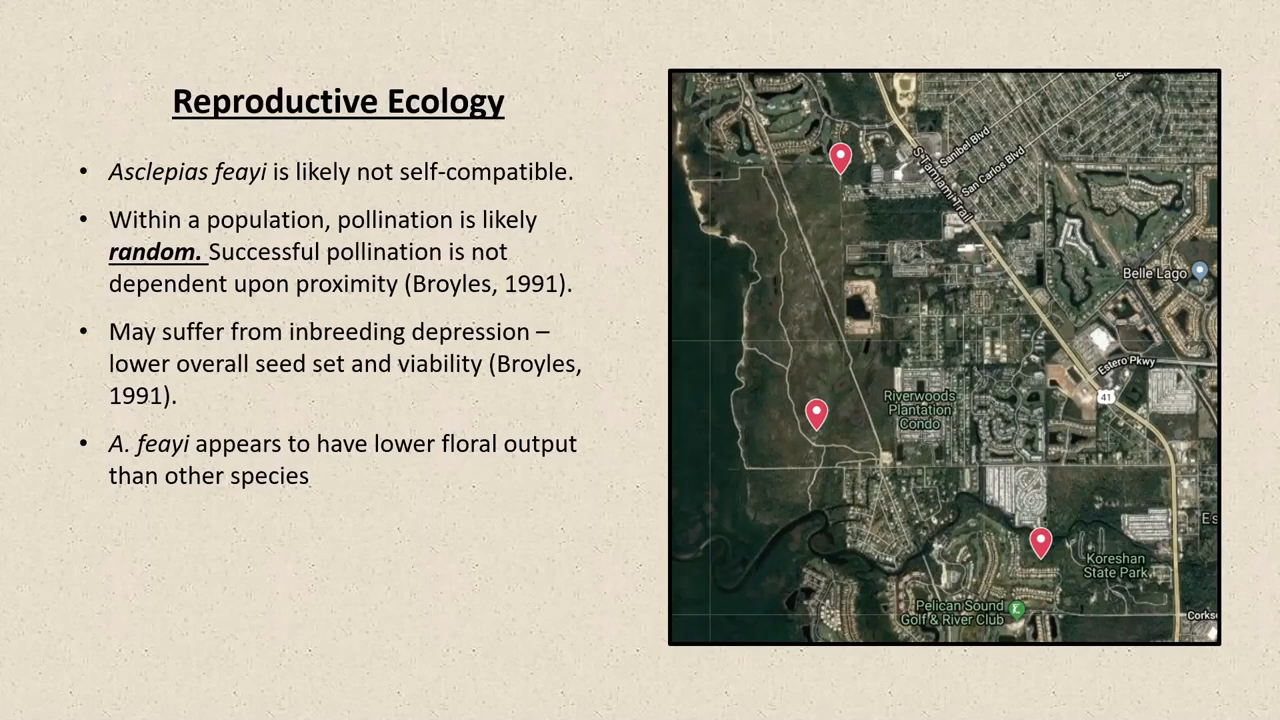 Reproductive Ecology
• Asclepias feayi is likely not self-compatible.
• Within a population, pollination is likely
random. Successful pollination is not
dependent upon proximity (Broyles, 1991).
• May suffer from inbreeding depression –
lower overall seed set and viability (Broyles,
1991).
• A. feayi appears to have lower floral output
than other species
S Tamiami Trail
Sanibel Blvd
San Carlos Blvd
Belle Lago
Estero Pkwy
41
Riverwoods
Plantation
Condo
Es
Koreshan
State Park
Pelican Sound
Golf & River Club
Corks